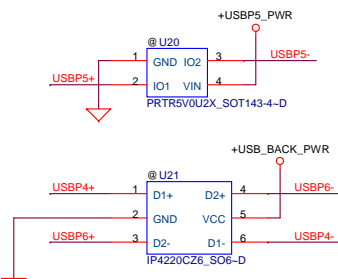 +USBP5_PWR
@ U20
1 GND IO2 3 USBP5-
USBP5+ 2 IO1 VIN 4
PRTR5V0U2X_SOT143-4~D
+USB_BACK_PWR
@ U21
USBP4+ 1 D1+ D2+ 4 USBP6-
2 GND VCC 5
USBP6+ 3 D2- D1- 6 USBP4-
IP4220CZ6_SO6~D